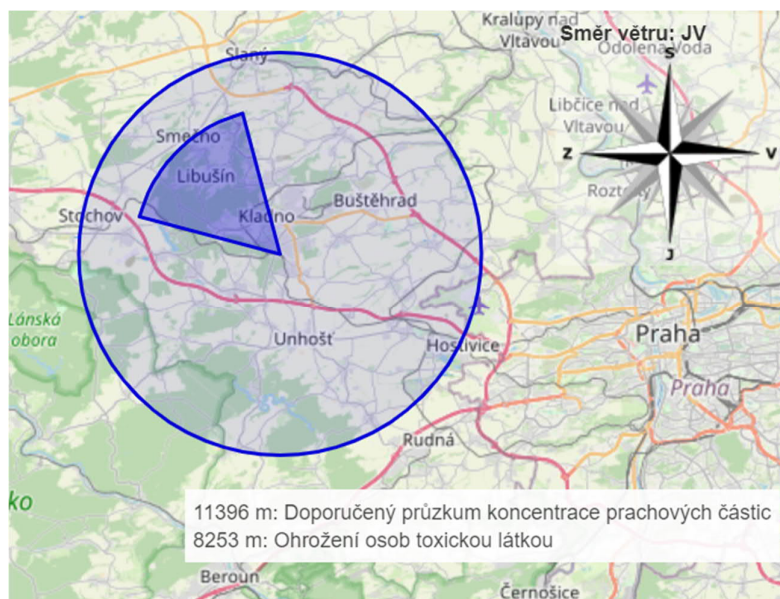 Kralupy nad
Vltavou
Směr větru: JV
Odolena Voda
Slaný
S
Libčice nad
Vltavou
Smečno
Z
V
Libušín
Roztoky
Buštěhrad
Stochov
Kladno
J
Lánská
obora
Unhošť
Hostivice
Praha
Praha
Rudná
ko
11396 m: Doporučený průzkum koncentrace prachových částic
8253 m: Ohrožení osob toxickou látkou
Beroun
Černošice